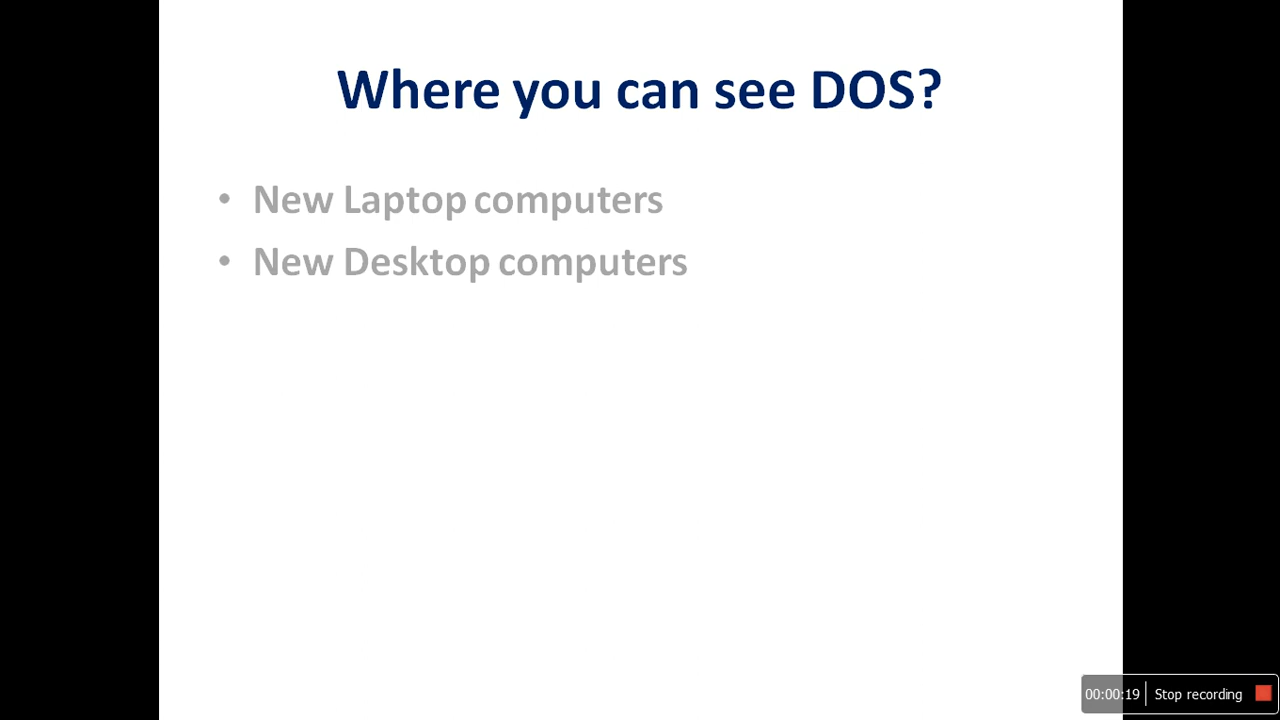 Where you can see DOS?
• New Laptop computers
• New Desktop computers
00:00:19 Stop recording